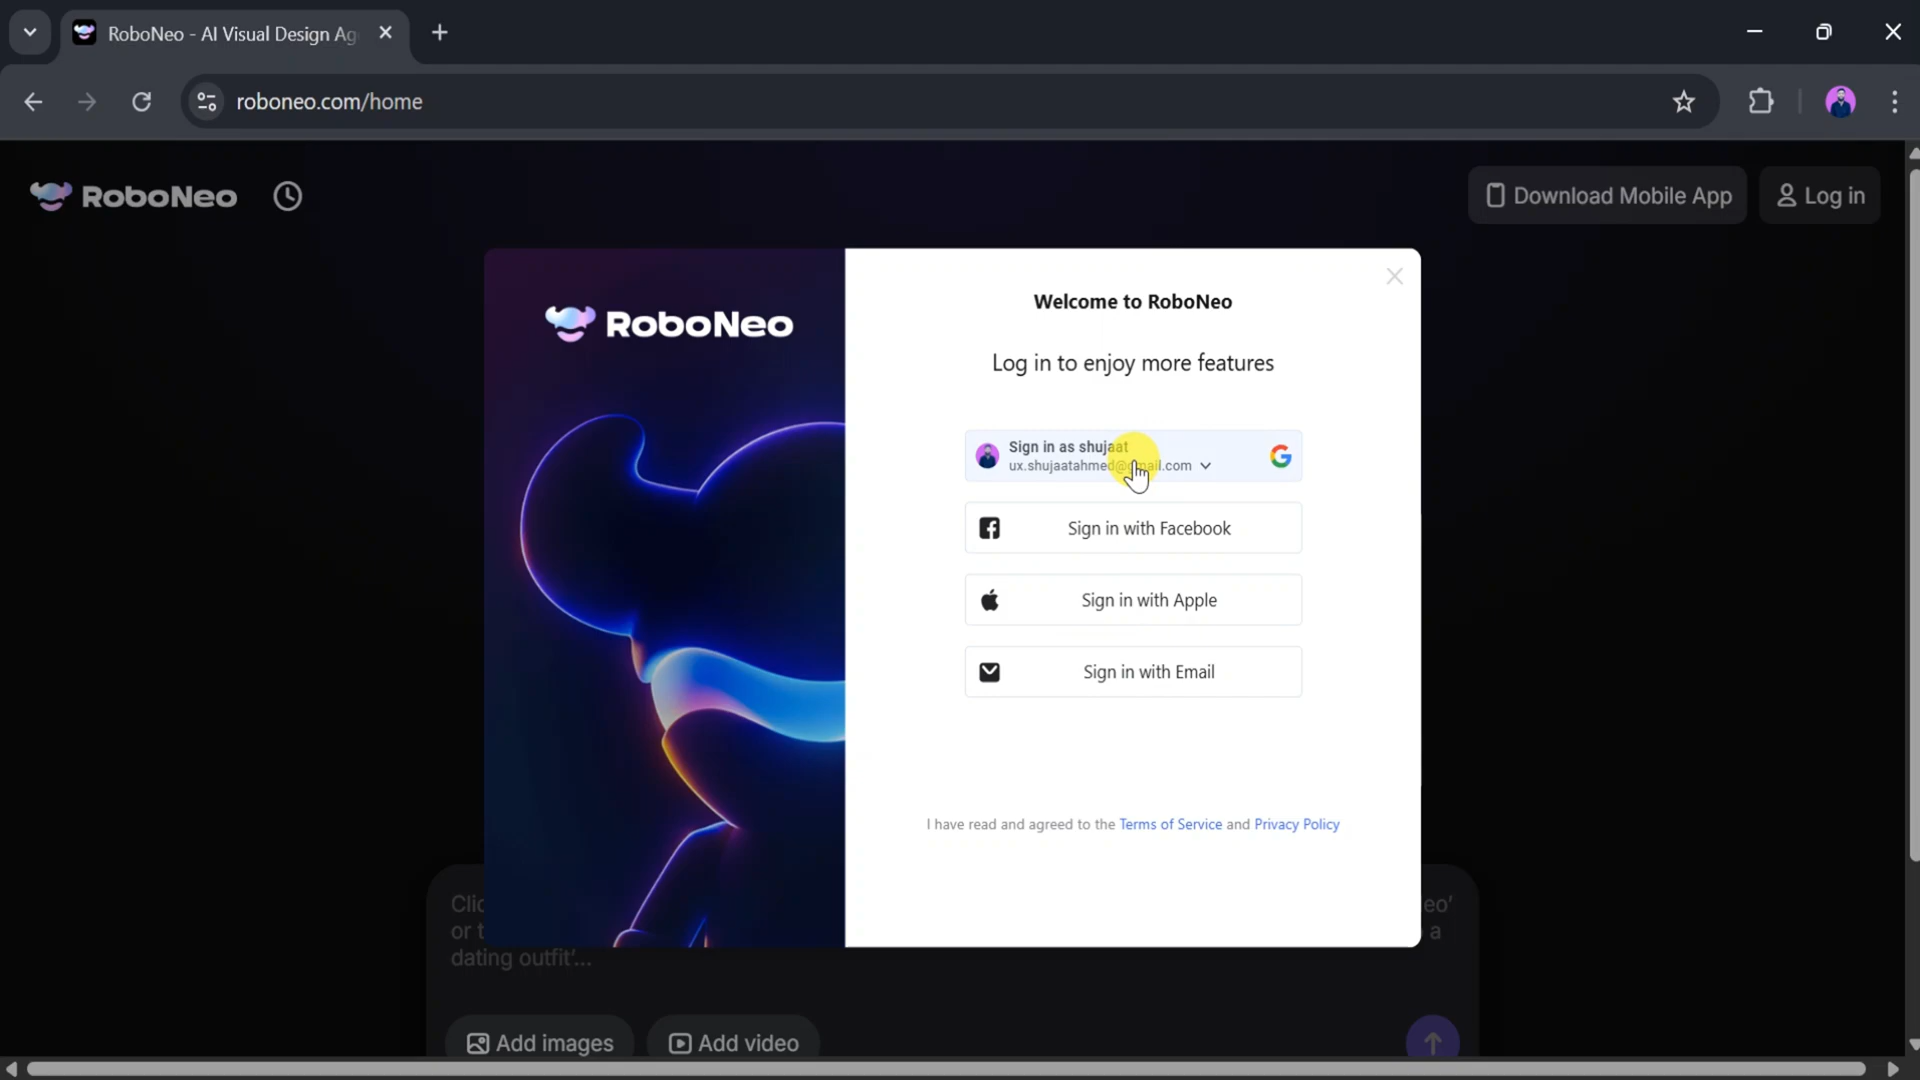 RoboNeo - AI Visual Design Ag
roboneo.com/home
RoboNeo
Download Mobile App
Log in
RoboNeo
Welcome to RoboNeo
Log in to enjoy more features
Sign in as shujaat
ux.shujaatahmed@gmail.com
Sign in with Facebook
Sign in with Apple
Sign in with Email
I have read and agreed to the Terms of Service and Privacy Policy
or
a
dating outfit'...
Add images
Add video